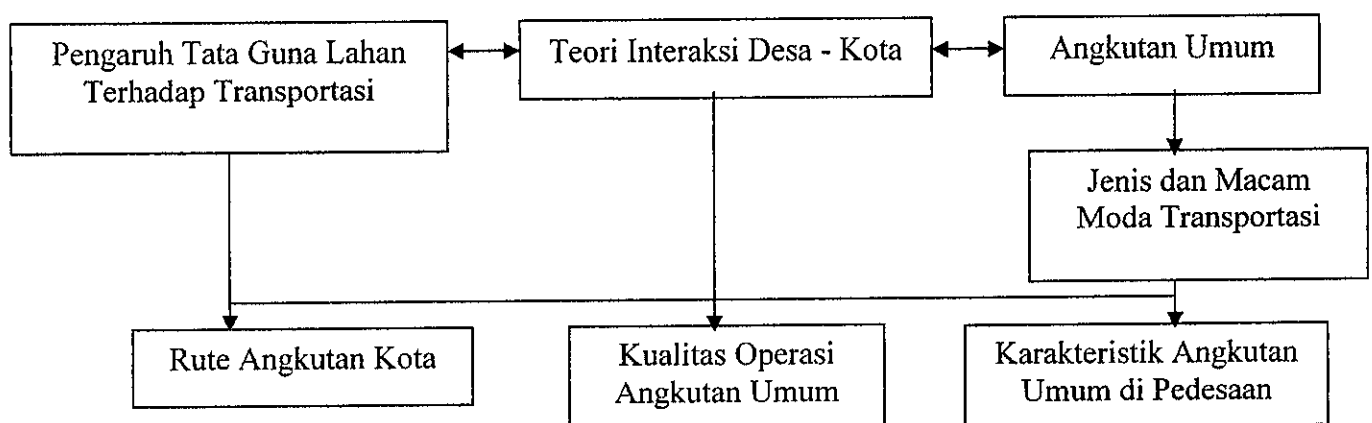 Pengaruh Tata Guna Lahan
Terhadap Transportasi
Teori Interaksi Desa - Kota
Angkutan Umum
Jenis dan Macam
Moda Transportasi
Rute Angkutan Kota
Kualitas Operasi
Angkutan Umum
Karakteristik Angkutan
Umum di Pedesaan